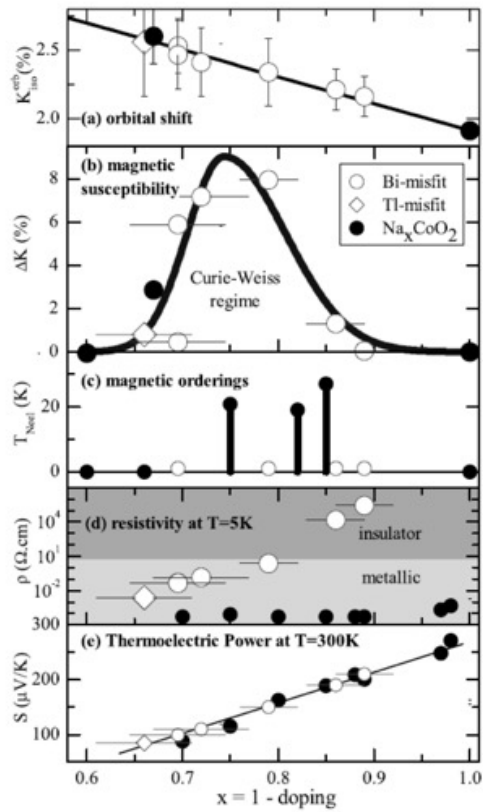 2.5
2.0
K_iso^orb(%)
(a) orbital shift
8
6
4
2
0
ΔK (%)
(b) magnetic
susceptibility
Curie-Weiss
regime
Bi-misfit
Tl-misfit
Na_xCoO_2
20
0
T_Neel (K)
(c) magnetic orderings
10^4
10^1
10^-2
ρ (Ω.cm)
(d) resistivity at T=5K
insulator
metallic
300
200
100
S (μV/K)
(e) Thermoelectric Power at T=300K
0.6 0.7 0.8 0.9 1.0
x = 1 - doping